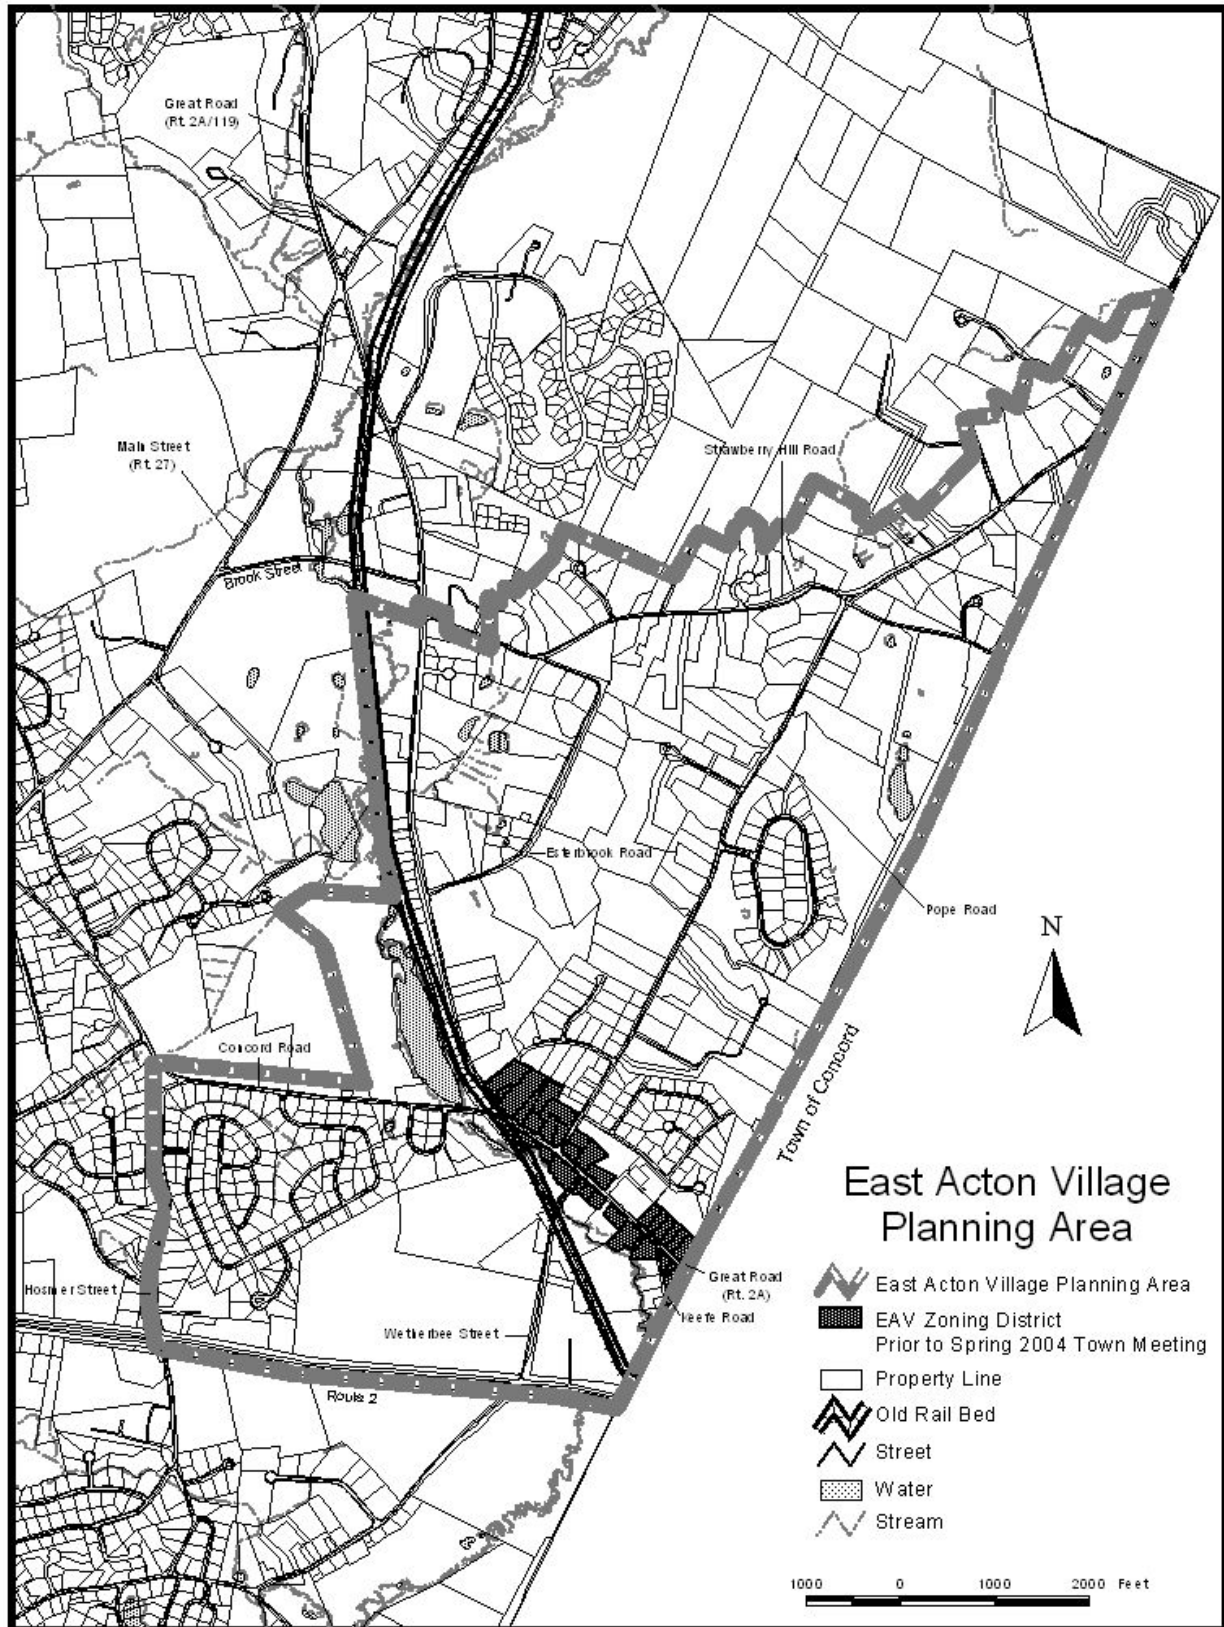 Great Road
(Rt. 2A/119)
Main Street
(Rt. 27)
Strawberry Hill Road
Brook Street
Esterbrook Road
Pope Road
N
Concord Road
Town of Concord
East Acton Village
Planning Area
Hosmer Street
Great Road
(Rt. 2A)
Keefe Road
Wetherbee Street
Route 2
East Acton Village Planning Area
EAV Zoning District
Prior to Spring 2004 Town Meeting
Property Line
Old Rail Bed
Street
Water
Stream
1000 0 1000 2000 Feet